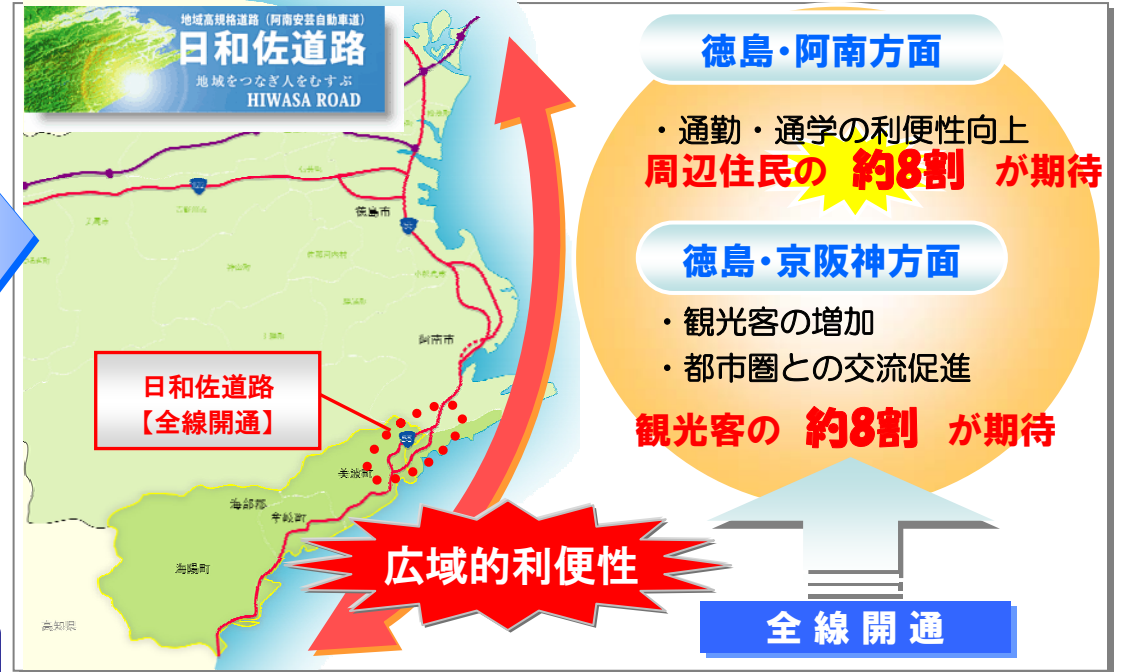 地域高規格道路（阿南安芸自動車道）
日和佐道路
地域をつなぎ人をむすぶ
HIWASA ROAD
徳島市
阿南市
日和佐道路
【全線開通】
55
美波町
海部郡
牟岐町
海陽町
高知県
広域的利便性
徳島・阿南方面
・通勤・通学の利便性向上
周辺住民の 約8割 が期待
徳島・京阪神方面
・観光客の増加
・都市圏との交流促進
観光客の 約8割 が期待
全線開通